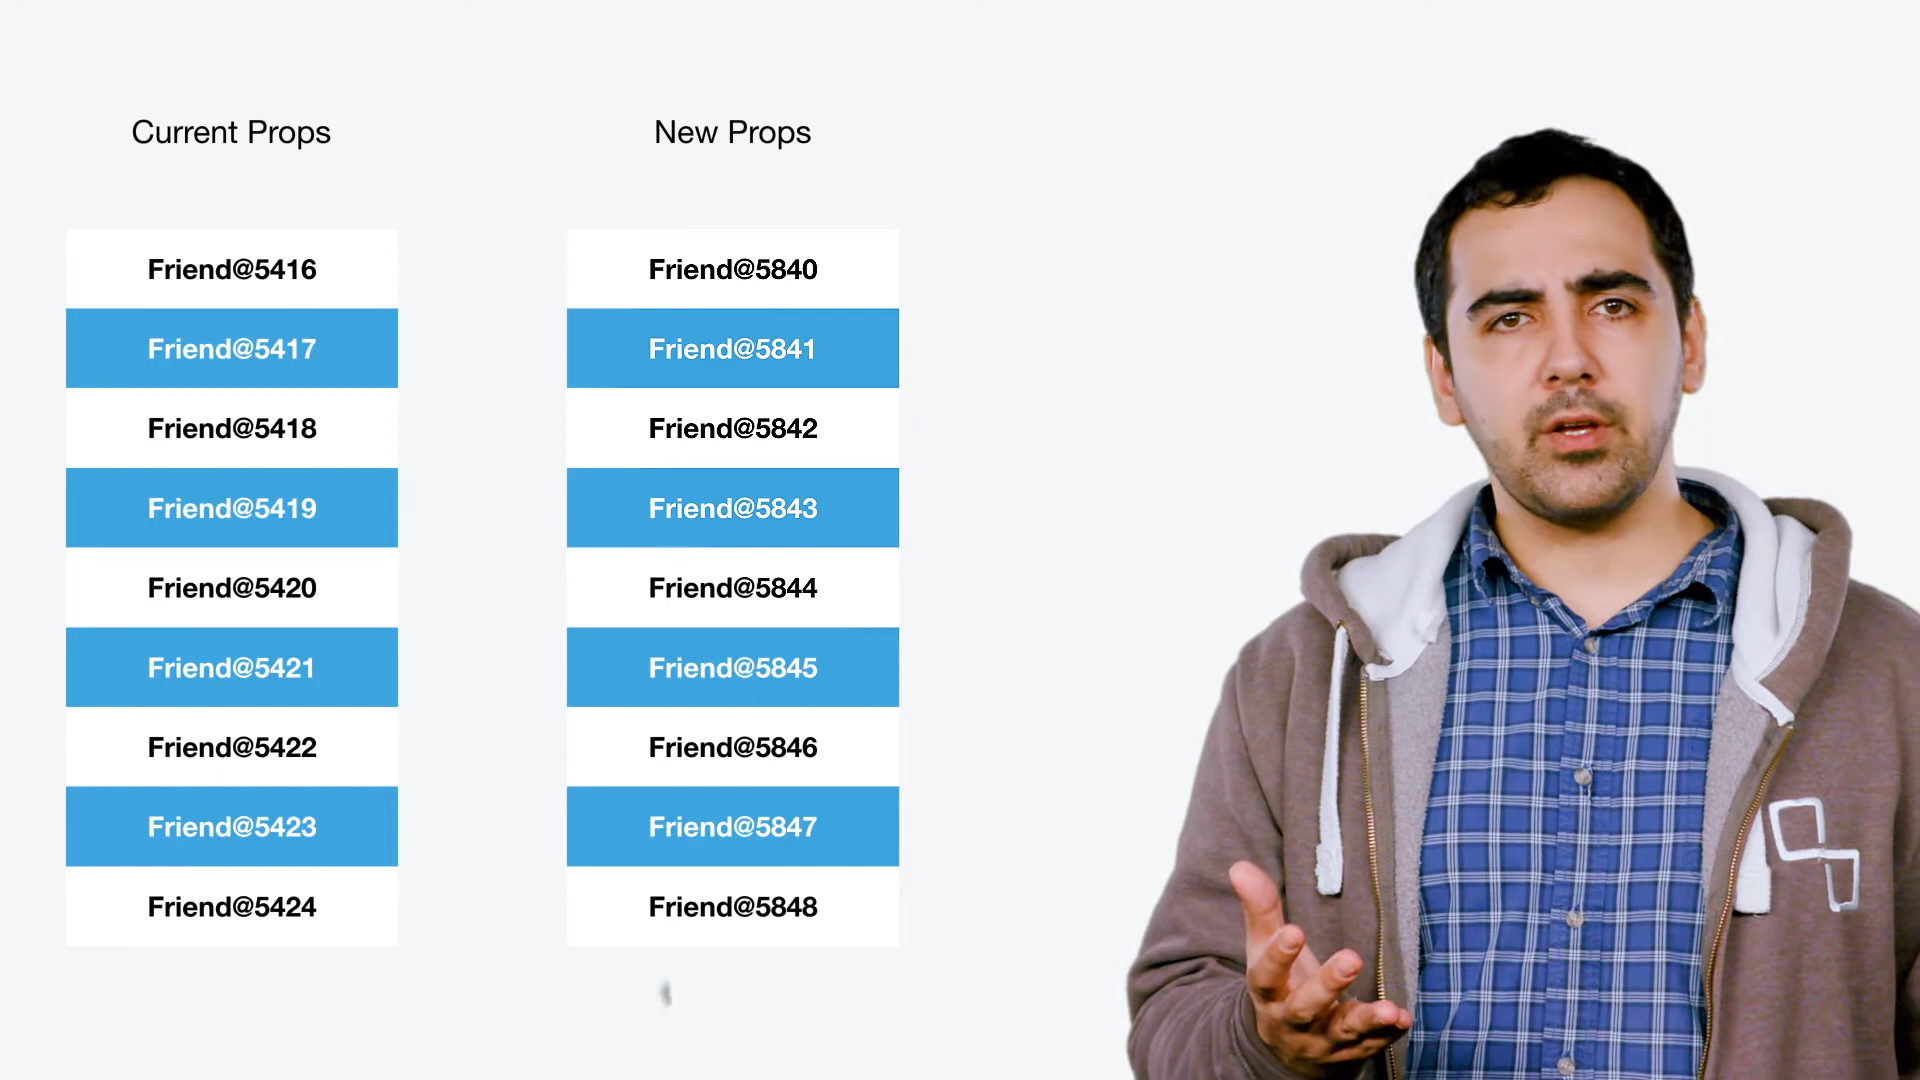 Current Props
New Props
Friend@5416
Friend@5840
Friend@5417
Friend@5841
Friend@5418
Friend@5842
Friend@5419
Friend@5843
Friend@5420
Friend@5844
Friend@5421
Friend@5845
Friend@5422
Friend@5846
Friend@5423
Friend@5847
Friend@5424
Friend@5848